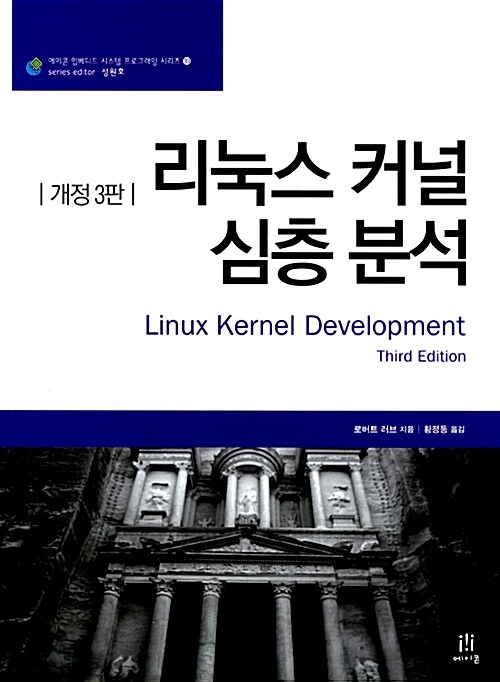 에이콘 임베디드 시스템 프로그래밍 시리즈
series editor 성원호
| 개정 3판 |
리눅스 커널
심층 분석
Linux Kernel Development
Third Edition
로버트 러브 지음 | 황정동 옮김
에이콘